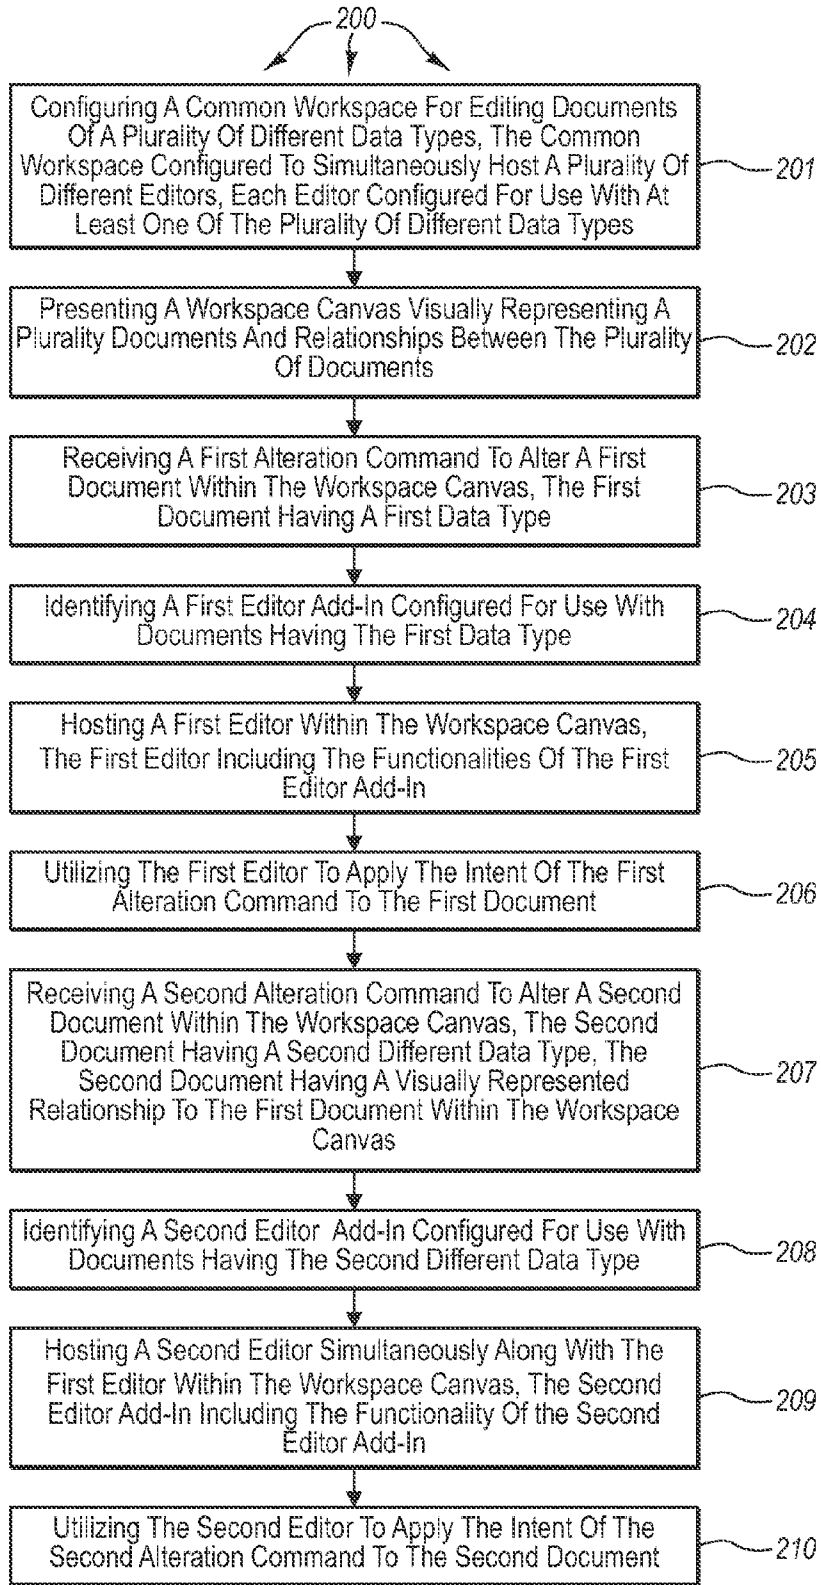 200
Configuring A Common Workspace For Editing Documents
Of A Plurality Of Different Data Types, The Common
Workspace Configured To Simultaneously Host A Plurality Of
Different Editors, Each Editor Configured For Use With At
Least One Of The Plurality Of Different Data Types
201
Presenting A Workspace Canvas Visually Representing A
Plurality Documents And Relationships Between The Plurality
Of Documents
202
Receiving A First Alteration Command To Alter A First
Document Within The Workspace Canvas, The First
Document Having A First Data Type
203
Identifying A First Editor Add-In Configured For Use With
Documents Having The First Data Type
204
Hosting A First Editor Within The Workspace Canvas,
The First Editor Including The Functionalities Of The First
Editor Add-In
205
Utilizing The First Editor To Apply The Intent Of The First
Alteration Command To The First Document
206
Receiving A Second Alteration Command To Alter A Second
Document Within The Workspace Canvas, The Second
Document Having A Second Different Data Type, The
Second Document Having A Visually Represented
Relationship To The First Document Within The Workspace
Canvas
207
Identifying A Second Editor Add-In Configured For Use With
Documents Having The Second Different Data Type
208
Hosting A Second Editor Simultaneously Along With The
First Editor Within The Workspace Canvas, The Second
Editor Add-In Including The Functionality Of the Second
Editor Add-In
209
Utilizing The Second Editor To Apply The Intent Of The
Second Alteration Command To The Second Document
210